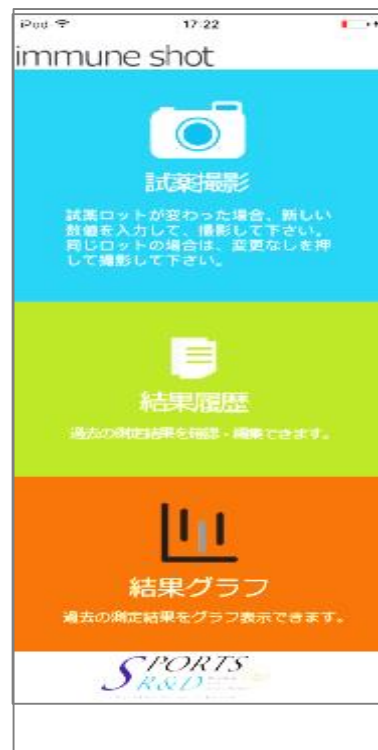 iPod 17:22
immune shot
試薬撮影
試薬ロットが変わった場合、新しい
数値を入力して、撮影して下さい。
同じロットの場合は、変更なしを押
して撮影して下さい。
結果履歴
過去の測定結果を確認・編集できます。
結果グラフ
過去の測定結果をグラフ表示できます。
SPORTS
R&D